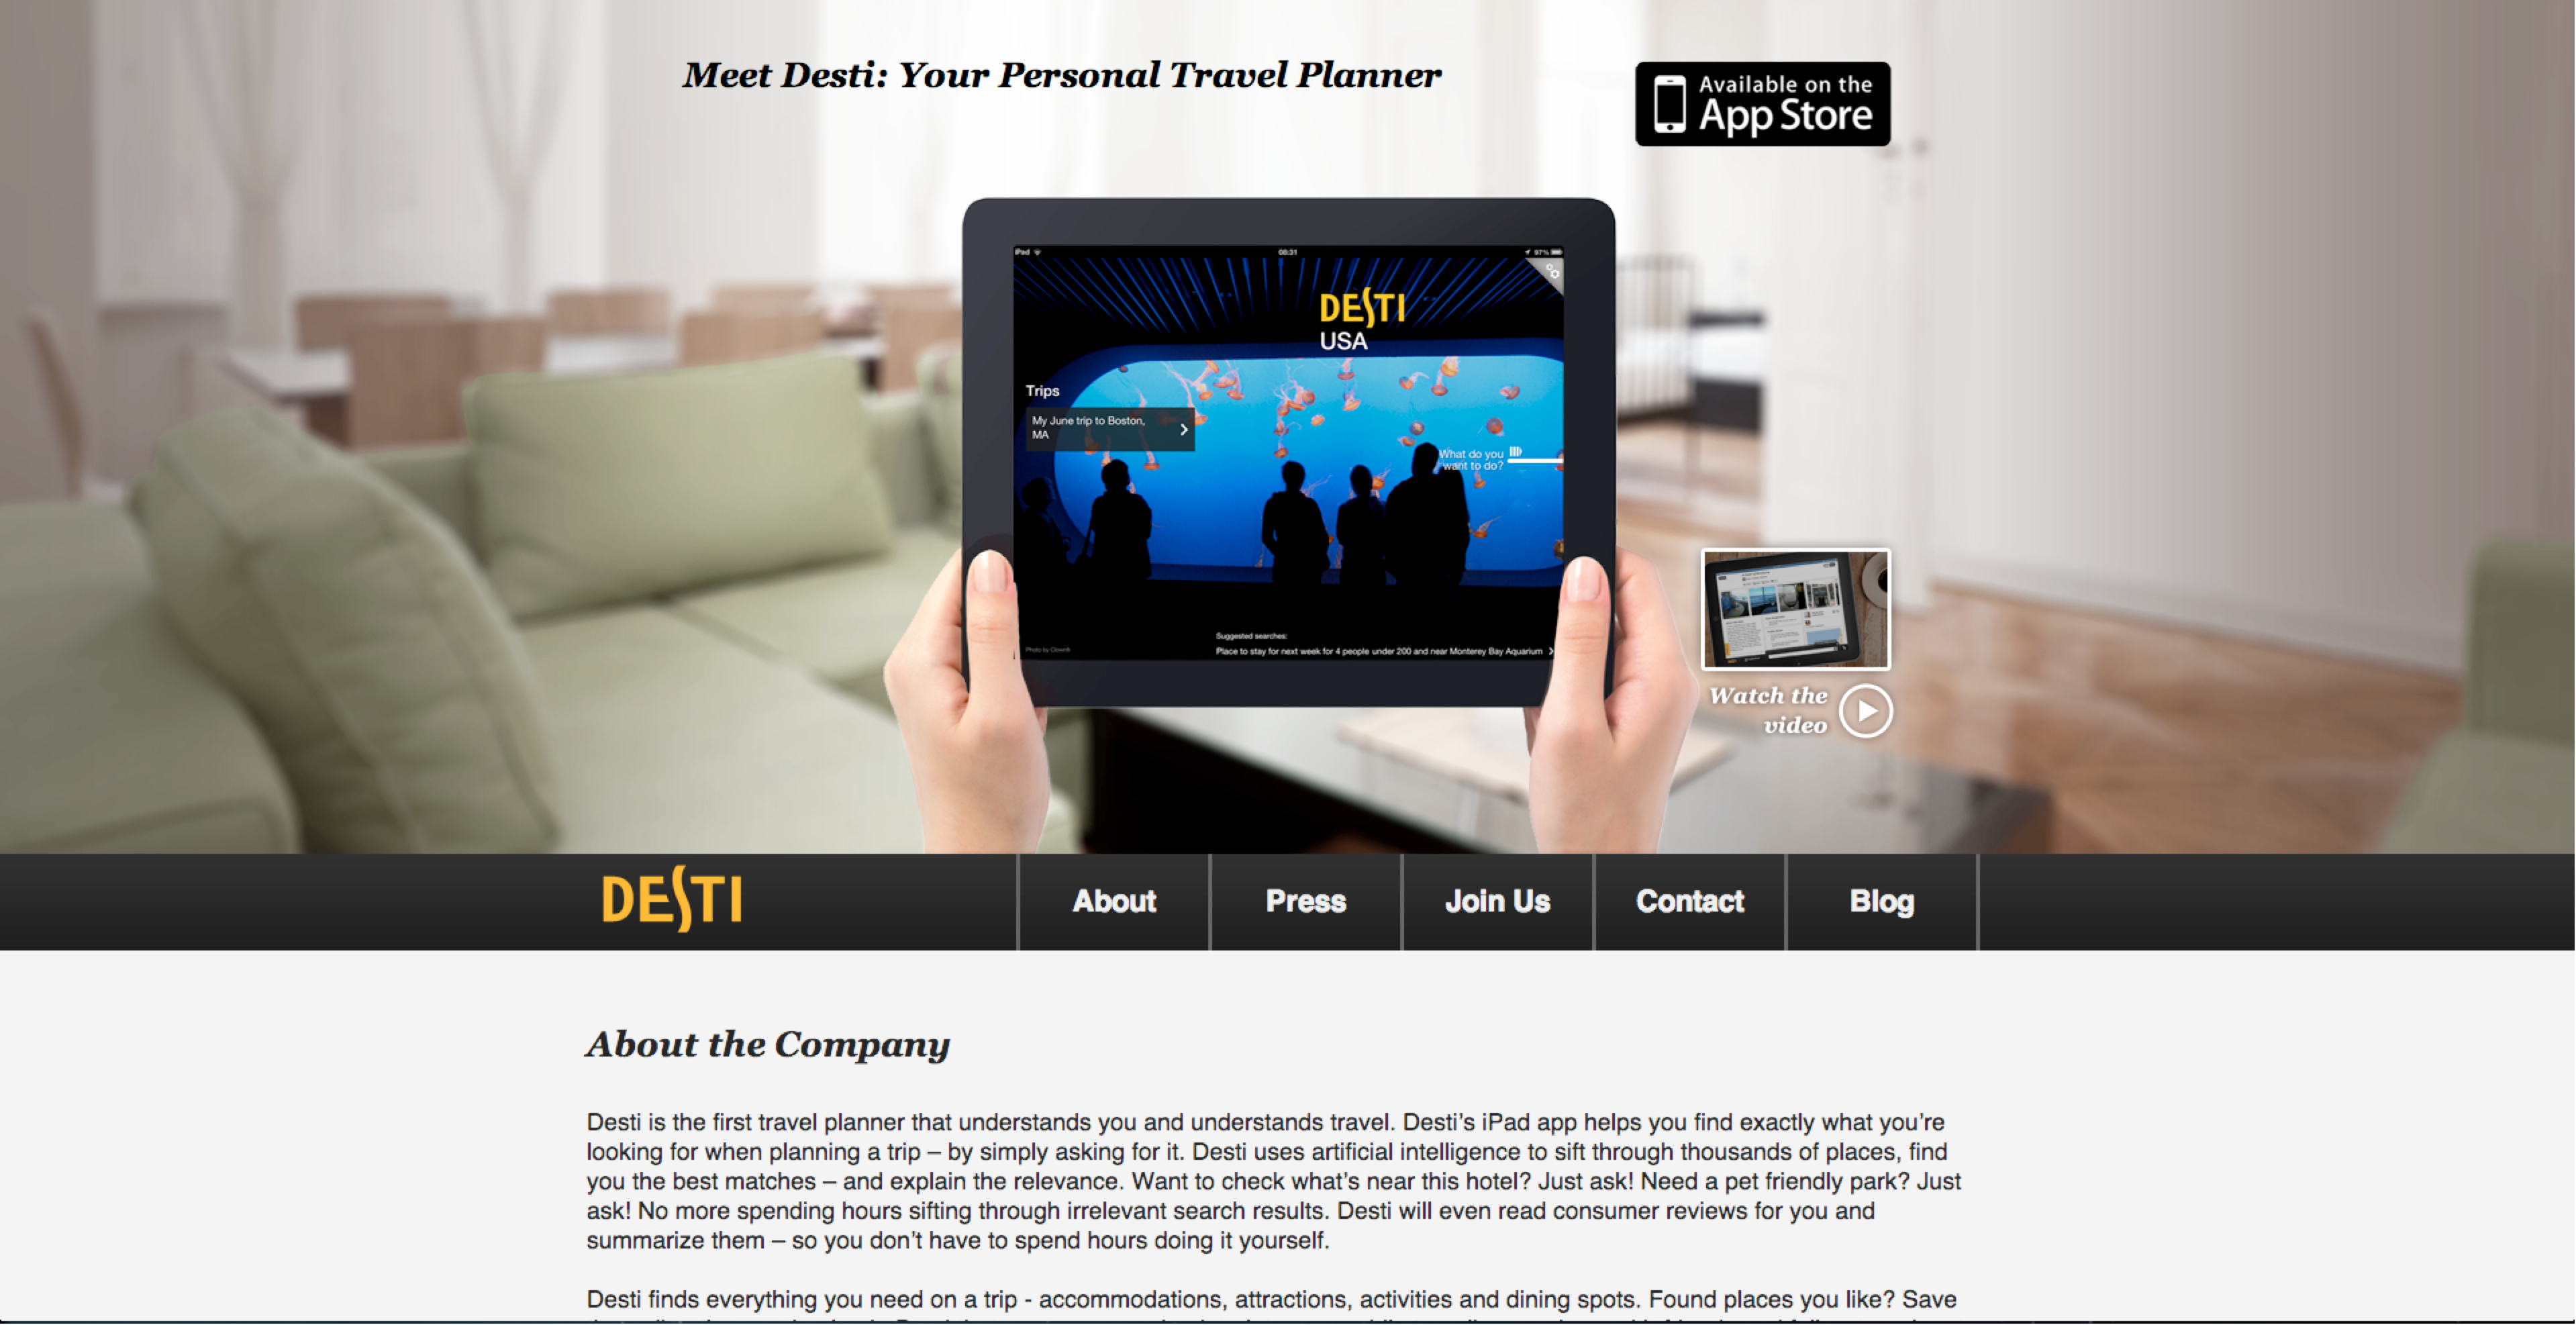 Meet Desti: Your Personal Travel Planner
Available on the
App Store
iPad
08:31
97%
DESTI
USA
Trips
My June trip to Boston,
MA
What do you
want to do?
Suggested searches:
Place to stay for next week for 4 people under 200 and near Monterey Bay Aquarium
Watch the
video
DESTI
About
Press
Join Us
Contact
Blog
About the Company
Desti is the first travel planner that understands you and understands travel. Desti’s iPad app helps you find exactly what you’re
looking for when planning a trip – by simply asking for it. Desti uses artificial intelligence to sift through thousands of places, find
you the best matches – and explain the relevance. Want to check what’s near this hotel? Just ask! Need a pet friendly park? Just
ask! No more spending hours sifting through irrelevant search results. Desti will even read consumer reviews for you and
summarize them – so you don’t have to spend hours doing it yourself.
Desti finds everything you need on a trip - accommodations, attractions, activities and dining spots. Found places you like? Save